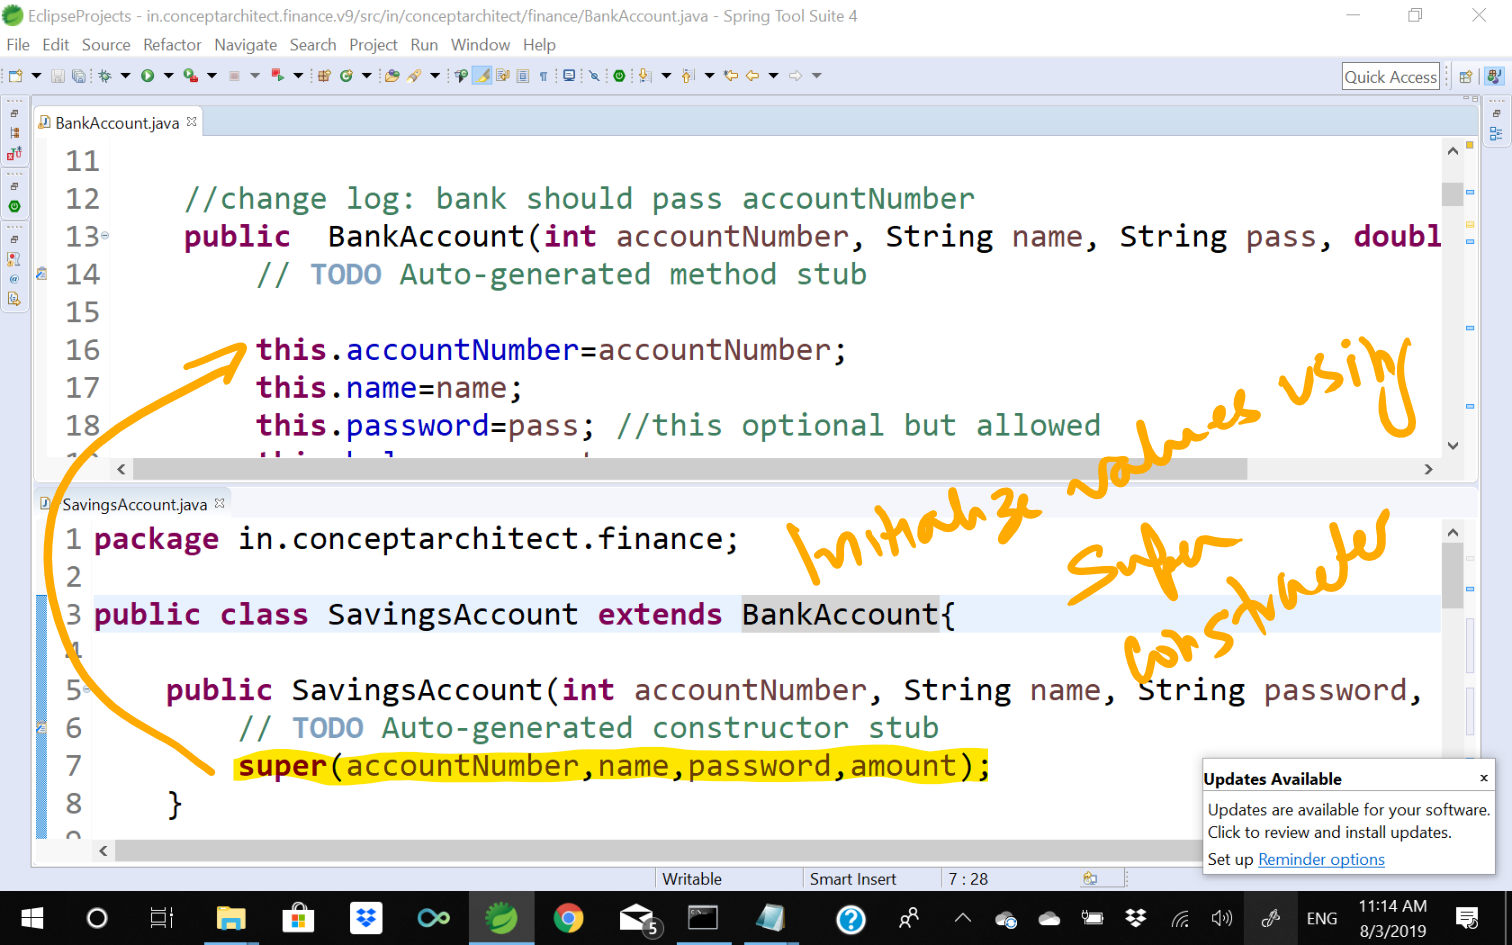 EclipseProjects - in.conceptarchitect.finance.v9/src/in/conceptarchitect/finance/BankAccount.java - Spring Tool Suite 4
File Edit Source Refactor Navigate Search Project Run Window Help
Quick Access
BankAccount.java
11
12 //change log: bank should pass accountNumber
13 public BankAccount(int accountNumber, String name, String pass, doubl
14 // TODO Auto-generated method stub
15
16 this.accountNumber=accountNumber;
17 this.name=name;
18 this.password=pass; //this optional but allowed
Initialize values using
super
constructer
SavingsAccount.java
1 package in.conceptarchitect.finance;
2
3 public class SavingsAccount extends BankAccount{
4
5 public SavingsAccount(int accountNumber, String name, String password,
6 // TODO Auto-generated constructor stub
7 super(accountNumber,name,password,amount);
8 }
Updates Available
Updates are available for your software.
Click to review and install updates.
Set up Reminder options
Writable Smart Insert 7 : 28
5
ENG
11:14 AM
8/3/2019